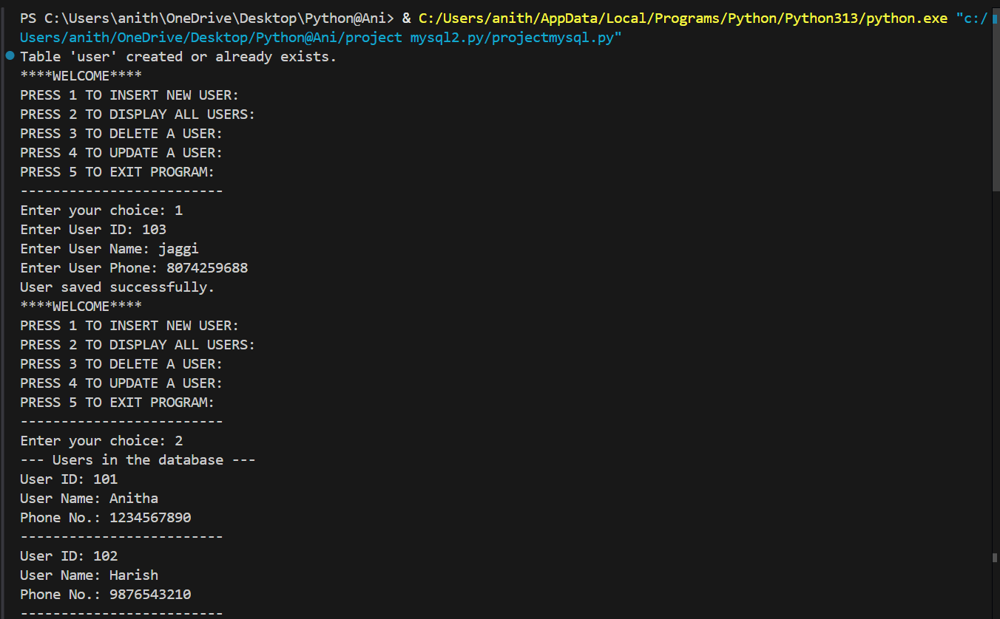 PS C:\Users\anith\OneDrive\Desktop\Python@Ani> & C:/Users/anith/AppData/Local/Programs/Python/Python313/python.exe "c:/
Users/anith/OneDrive/Desktop/Python@Ani/project mysql2.py/projectmysql.py"
Table 'user' created or already exists.
****WELCOME****
PRESS 1 TO INSERT NEW USER:
PRESS 2 TO DISPLAY ALL USERS:
PRESS 3 TO DELETE A USER:
PRESS 4 TO UPDATE A USER:
PRESS 5 TO EXIT PROGRAM:
-------------------------
Enter your choice: 1
Enter User ID: 103
Enter User Name: jaggi
Enter User Phone: 8074259688
User saved successfully.
****WELCOME****
PRESS 1 TO INSERT NEW USER:
PRESS 2 TO DISPLAY ALL USERS:
PRESS 3 TO DELETE A USER:
PRESS 4 TO UPDATE A USER:
PRESS 5 TO EXIT PROGRAM:
-------------------------
Enter your choice: 2
--- Users in the database ---
User ID: 101
User Name: Anitha
Phone No.: 1234567890
-------------------------
User ID: 102
User Name: Harish
Phone No.: 9876543210
-------------------------